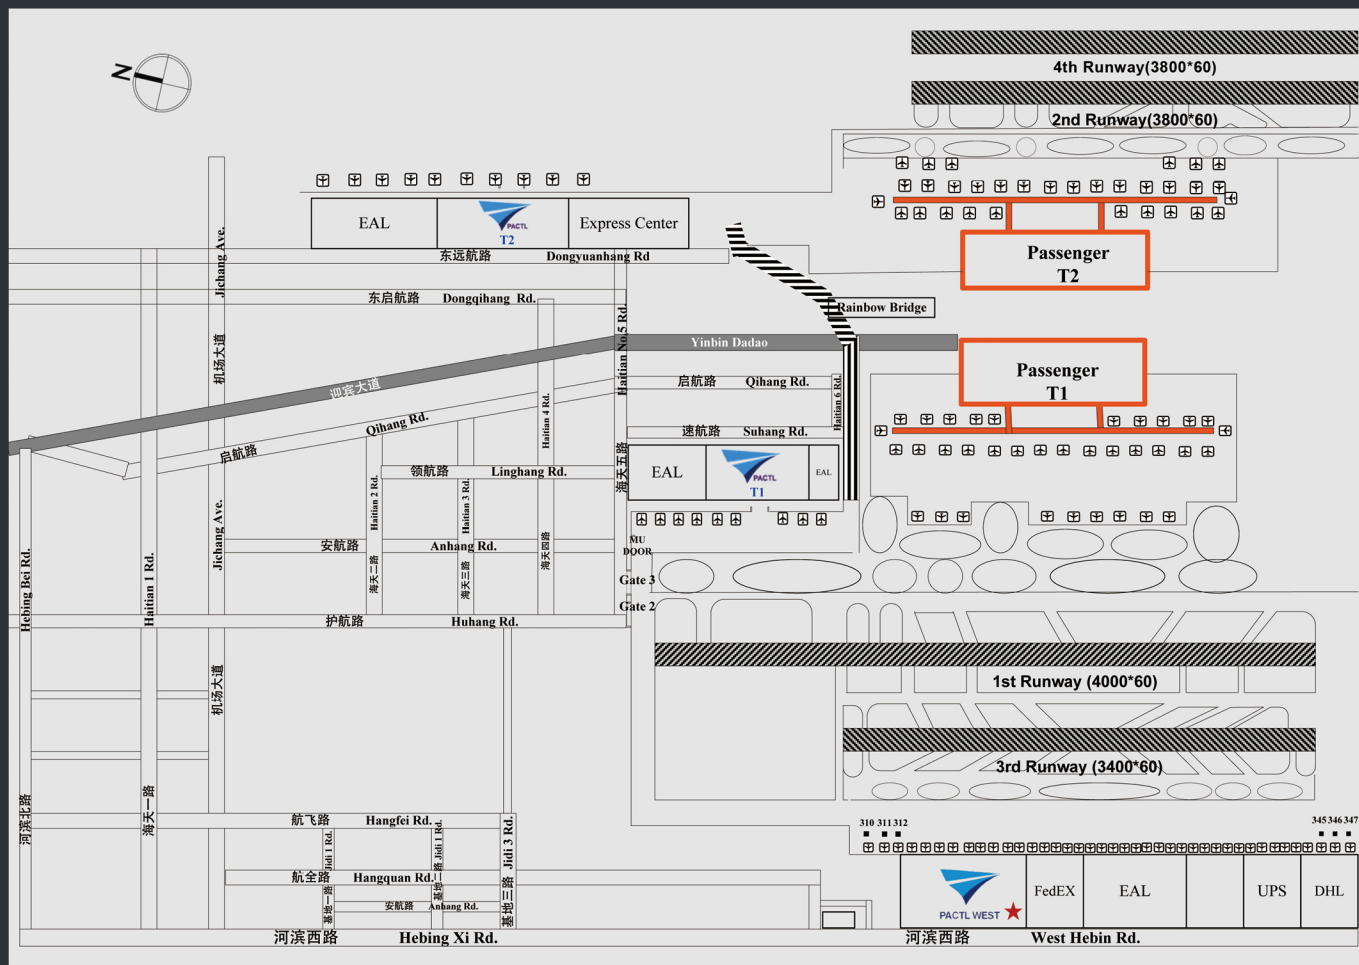 4th Runway(3800*60)
2nd Runway(3800*60)
N
EAL
PACTL
T2
Express Center
Passenger
T2
东远航路 Dongyuanhang Rd
东启航路 Dongqihang Rd.
Rainbow Bridge
Jichang Ave.
机场大道
Haitian No.5 Rd.
海天五路
Yinbin Dadao
迎宾大道
Passenger
T1
启航路 Qihang Rd.
Haitian 6 Rd.
速航路 Suhang Rd.
启航路 Qihang Rd.
Haitian 4 Rd.
海天四路
领航路 Linghang Rd.
Haitian 2 Rd.
海天二路
Haitian 3 Rd.
海天三路
EAL
PACTL
T1
EAL
Jichang Ave.
机场大道
安航路 Anhang Rd.
MU
DOOR
Gate 3
Gate 2
Hebing Bei Rd.
河滨北路
Haitian 1 Rd.
海天一路
护航路 Huhang Rd.
1st Runway (4000*60)
3rd Runway (3400*60)
航飞路 Hangfei Rd.
Jidi 1 Rd.
基地一路
Jidi 1 Rd.
基地二路
Jidi 3 Rd.
基地三路
航全路 Hangquan Rd.
安航路 Anhang Rd.
310 311 312
345 346 347
PACTL WEST
FedEX
EAL
UPS
DHL
河滨西路 Hebing Xi Rd.
河滨西路 West Hebin Rd.